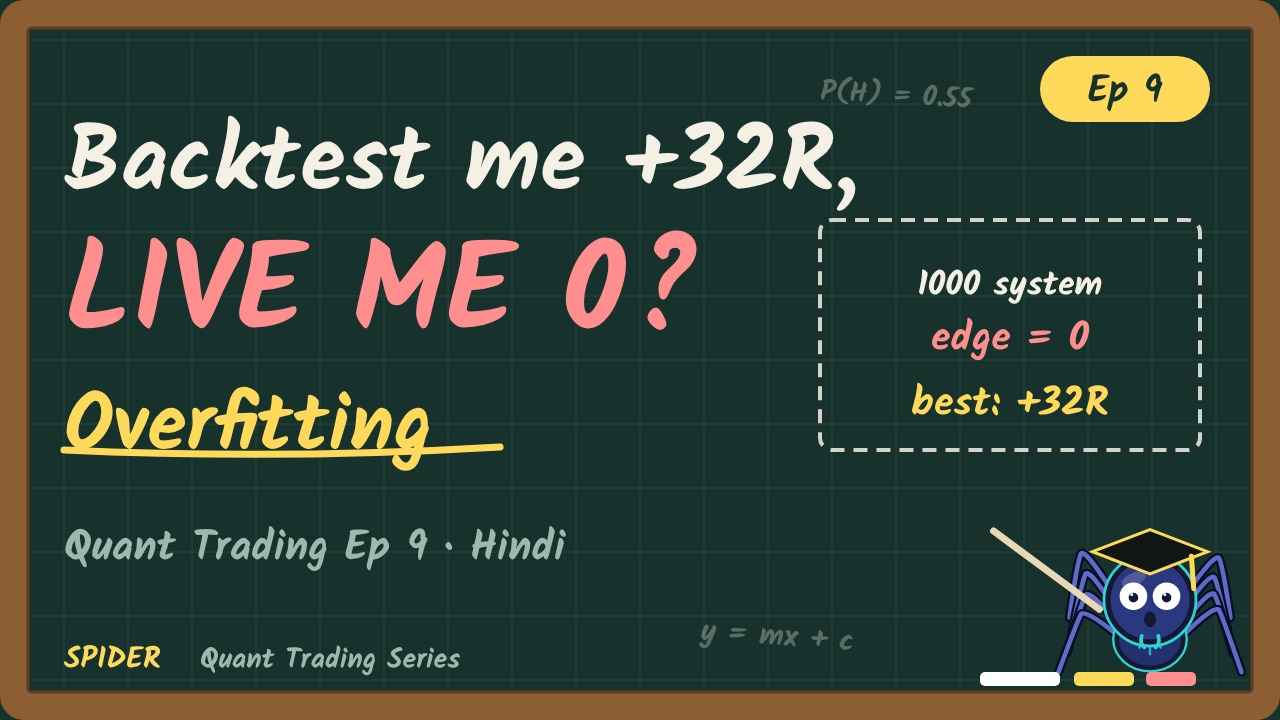 P(H) = 0.55
Ep 9
Backtest me +32R,
LIVE ME 0?
1000 system
edge = 0
best: +32R
Overfitting
Quant Trading Ep 9 · Hindi
y = mx + c
SPIDER
Quant Trading Series